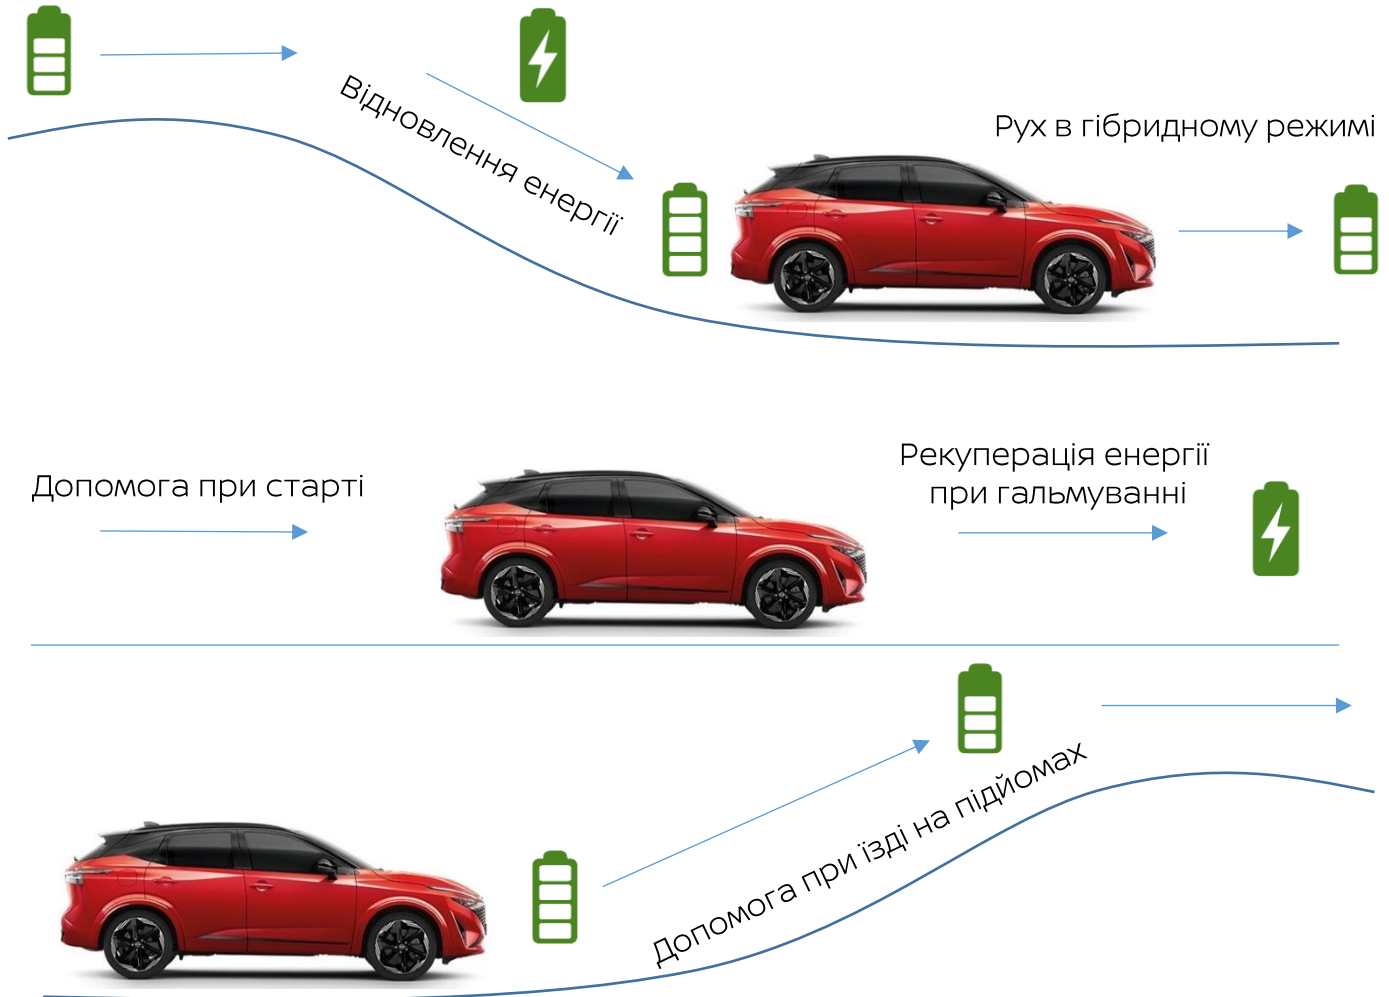 Відновлення енергії
Рух в гібридному режимі
Допомога при старті
Рекуперація енергії
при гальмуванні
Допомога при їзді на підйомах